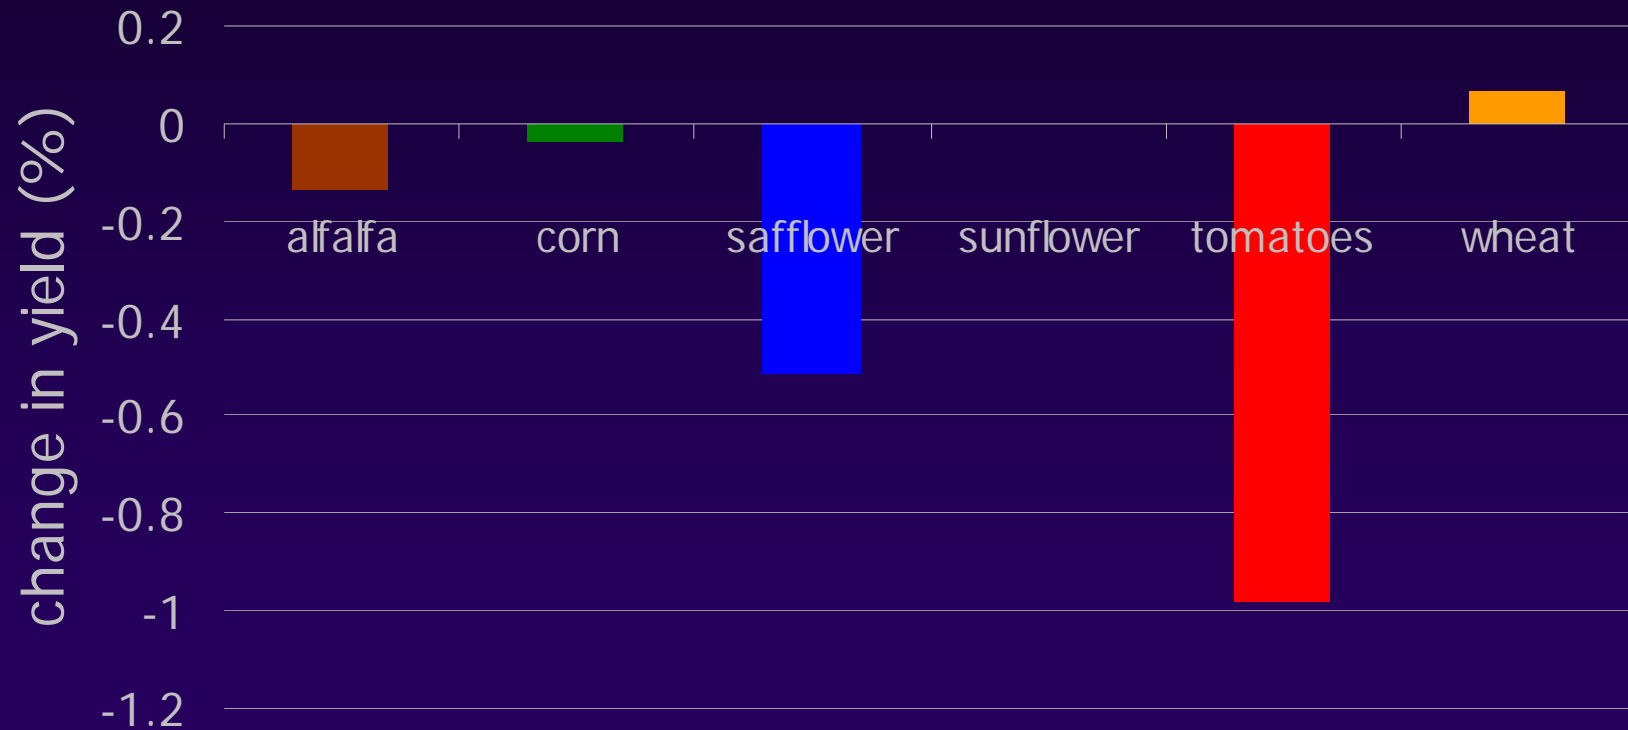 change in yield (%)
0.2
0
-0.2
-0.4
-0.6
-0.8
-1
-1.2
alfalfa
corn
safflower
sunflower
tomatoes
wheat